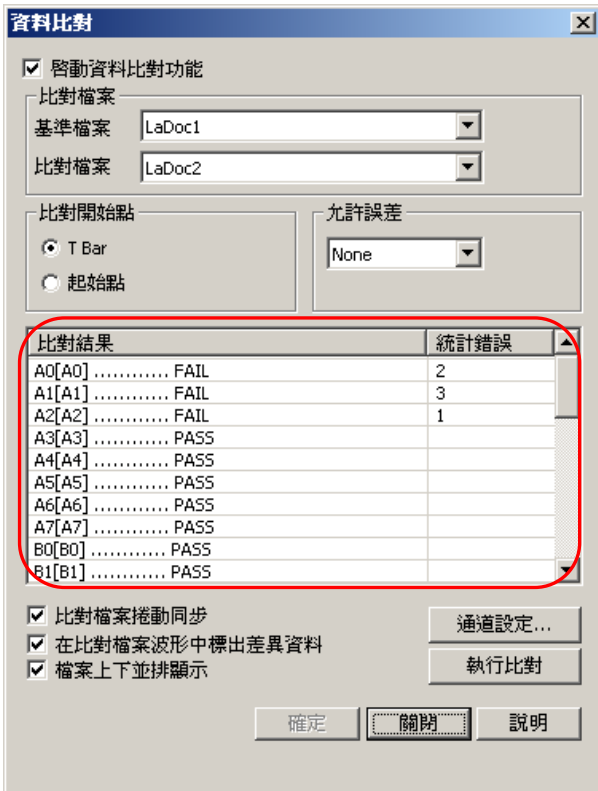 資料比對
啓動資料比對功能
比對檔案
基準檔案 LaDoc1
比對檔案 LaDoc2
比對開始點 允許誤差
T Bar None
起始點
比對結果 統計錯誤
A0[A0] ............ FAIL 2
A1[A1] ............ FAIL 3
A2[A2] ............ FAIL 1
A3[A3] ............ PASS
A4[A4] ............ PASS
A5[A5] ............ PASS
A6[A6] ............ PASS
A7[A7] ............ PASS
B0[B0] ............ PASS
B1[B1] ............ PASS
比對檔案捲動同步 通道設定...
在比對檔案波形中標出差異資料
檔案上下並排顯示 執行比對
確定 關閉 說明